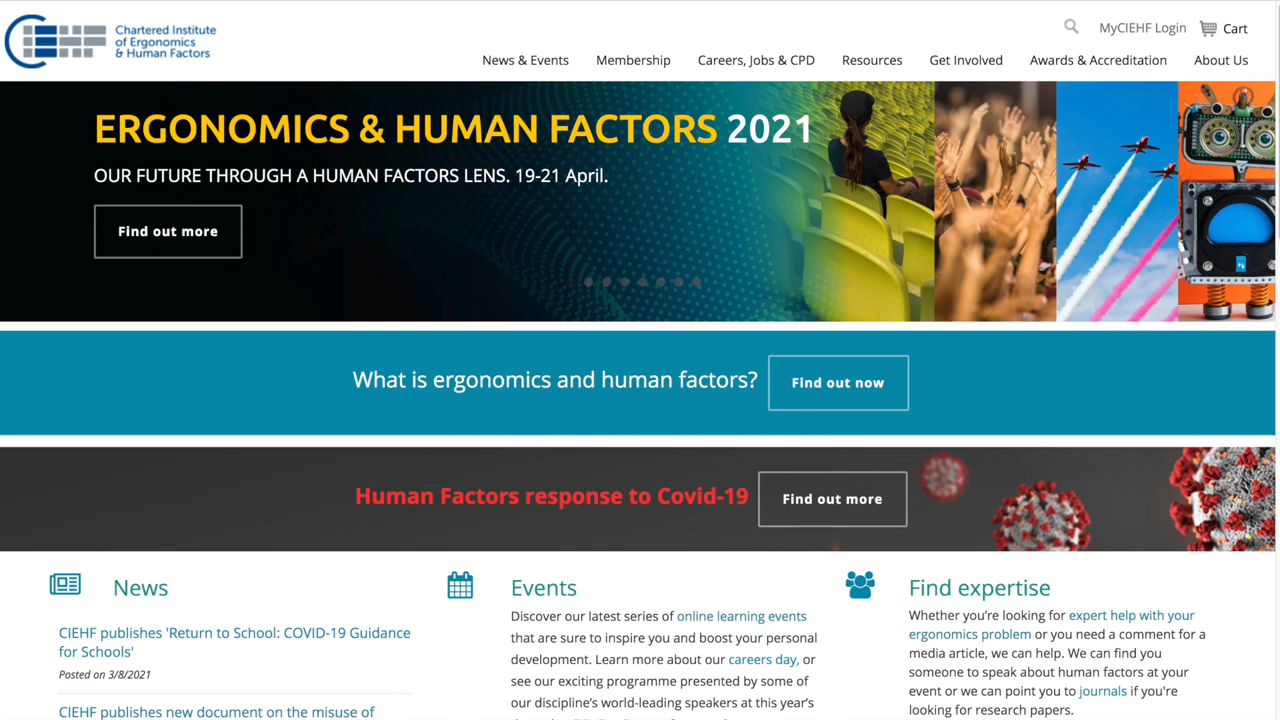 CIEHF
Chartered Institute
of Ergonomics
& Human Factors
MyCIEHF Login
Cart
News & Events
Membership
Careers, Jobs & CPD
Resources
Get Involved
Awards & Accreditation
About Us
ERGONOMICS & HUMAN FACTORS 2021
OUR FUTURE THROUGH A HUMAN FACTORS LENS. 19-21 April.
Find out more
What is ergonomics and human factors?
Find out now
Human Factors response to Covid-19
Find out more
News
CIEHF publishes 'Return to School: COVID-19 Guidance
for Schools'
Posted on 3/8/2021
CIEHF publishes new document on the misuse of
Events
Discover our latest series of online learning events
that are sure to inspire you and boost your personal
development. Learn more about our careers day, or
see our exciting programme presented by some of
our discipline's world-leading speakers at this year's
Find expertise
Whether you're looking for expert help with your
ergonomics problem or you need a comment for a
media article, we can help. We can find you
someone to speak about human factors at your
event or we can point you to journals if you're
looking for research papers.